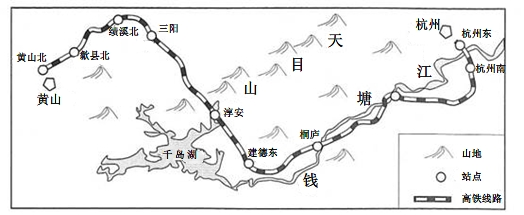 绩溪北
三阳
天
杭州
杭州东
黄山北
歙县北
目
江
杭州南
黄山
山
塘
淳安
桐庐
千岛湖
建德东
钱
山地
站点
高铁线路